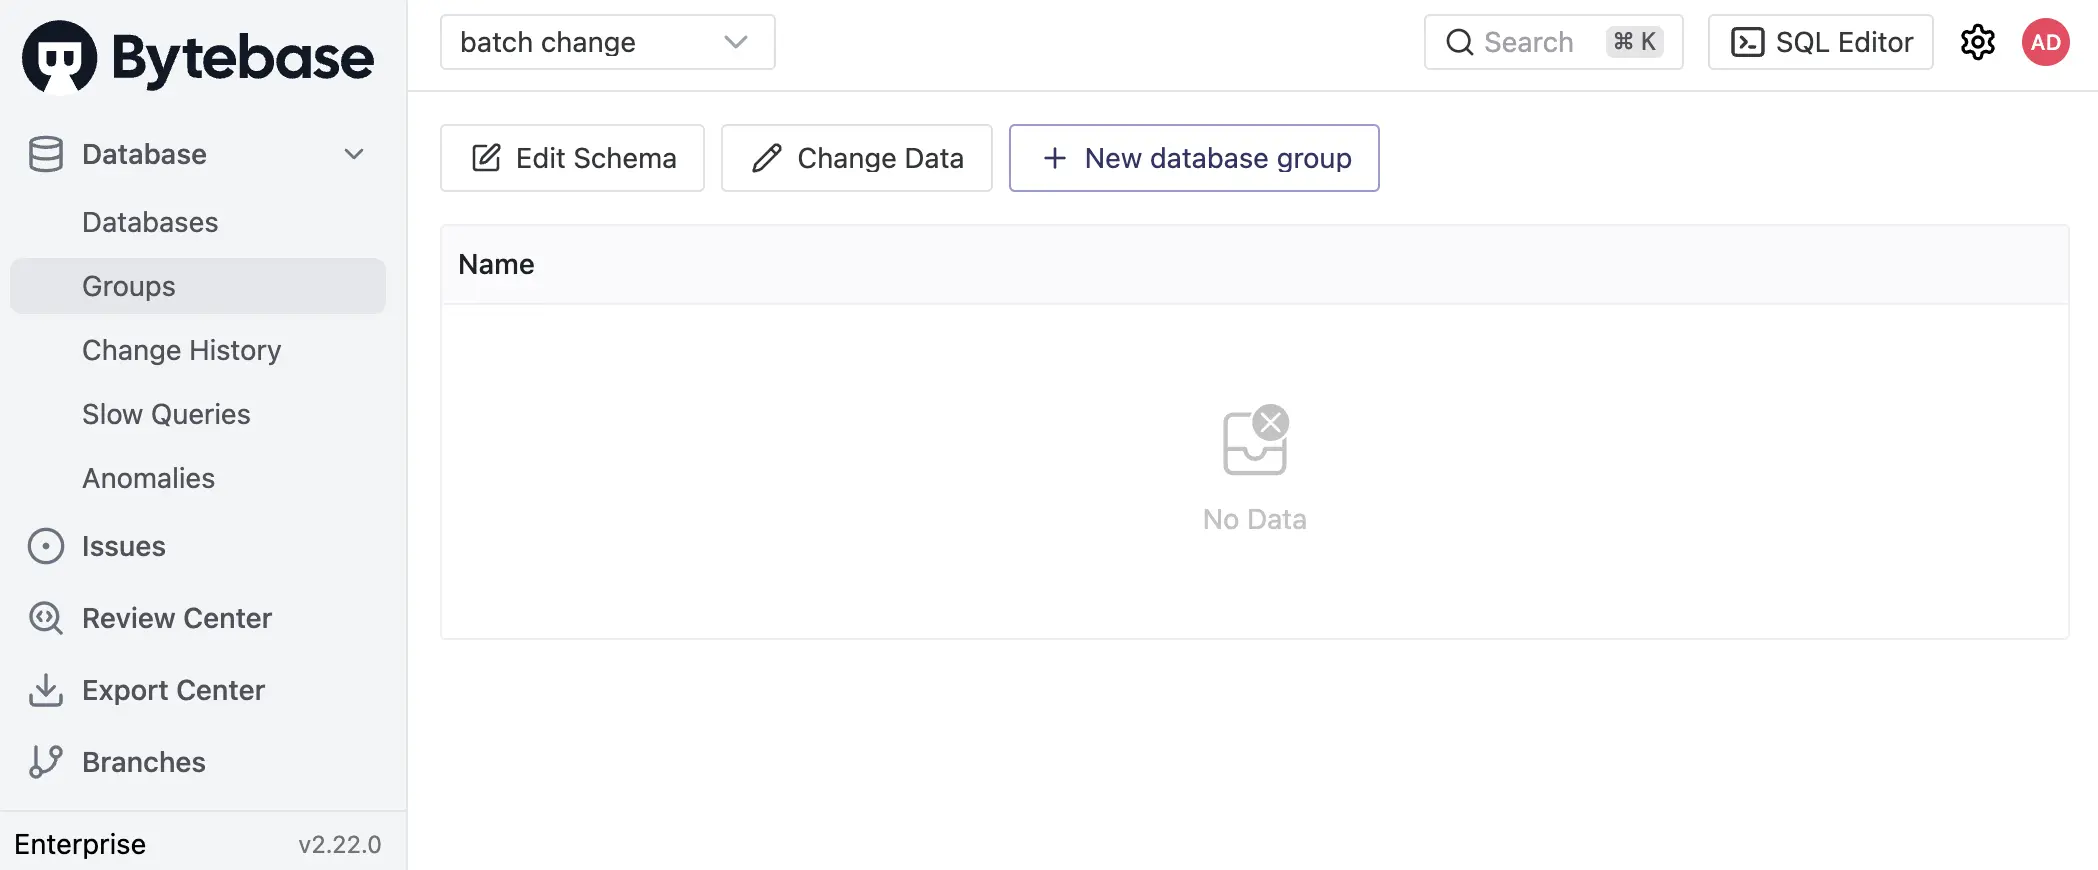 Bytebase
batch change
Search ⌘ K
SQL Editor
AD
Database
Databases
Groups
Change History
Slow Queries
Anomalies
Issues
Review Center
Export Center
Branches
Enterprise v2.22.0
Edit Schema
Change Data
+ New database group
Name
No Data